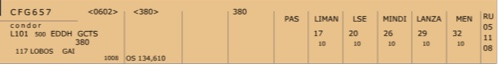 CFG657 <0602> <380> 380
PAS LIMAN LSE MINDI LANZA MEN RU
condor
L101 500 EDDH GCTS 17 20 26 29 32 05
380 10 10 10 10 10 11
117 LOBOS GAI 08
1008 OS 134,610